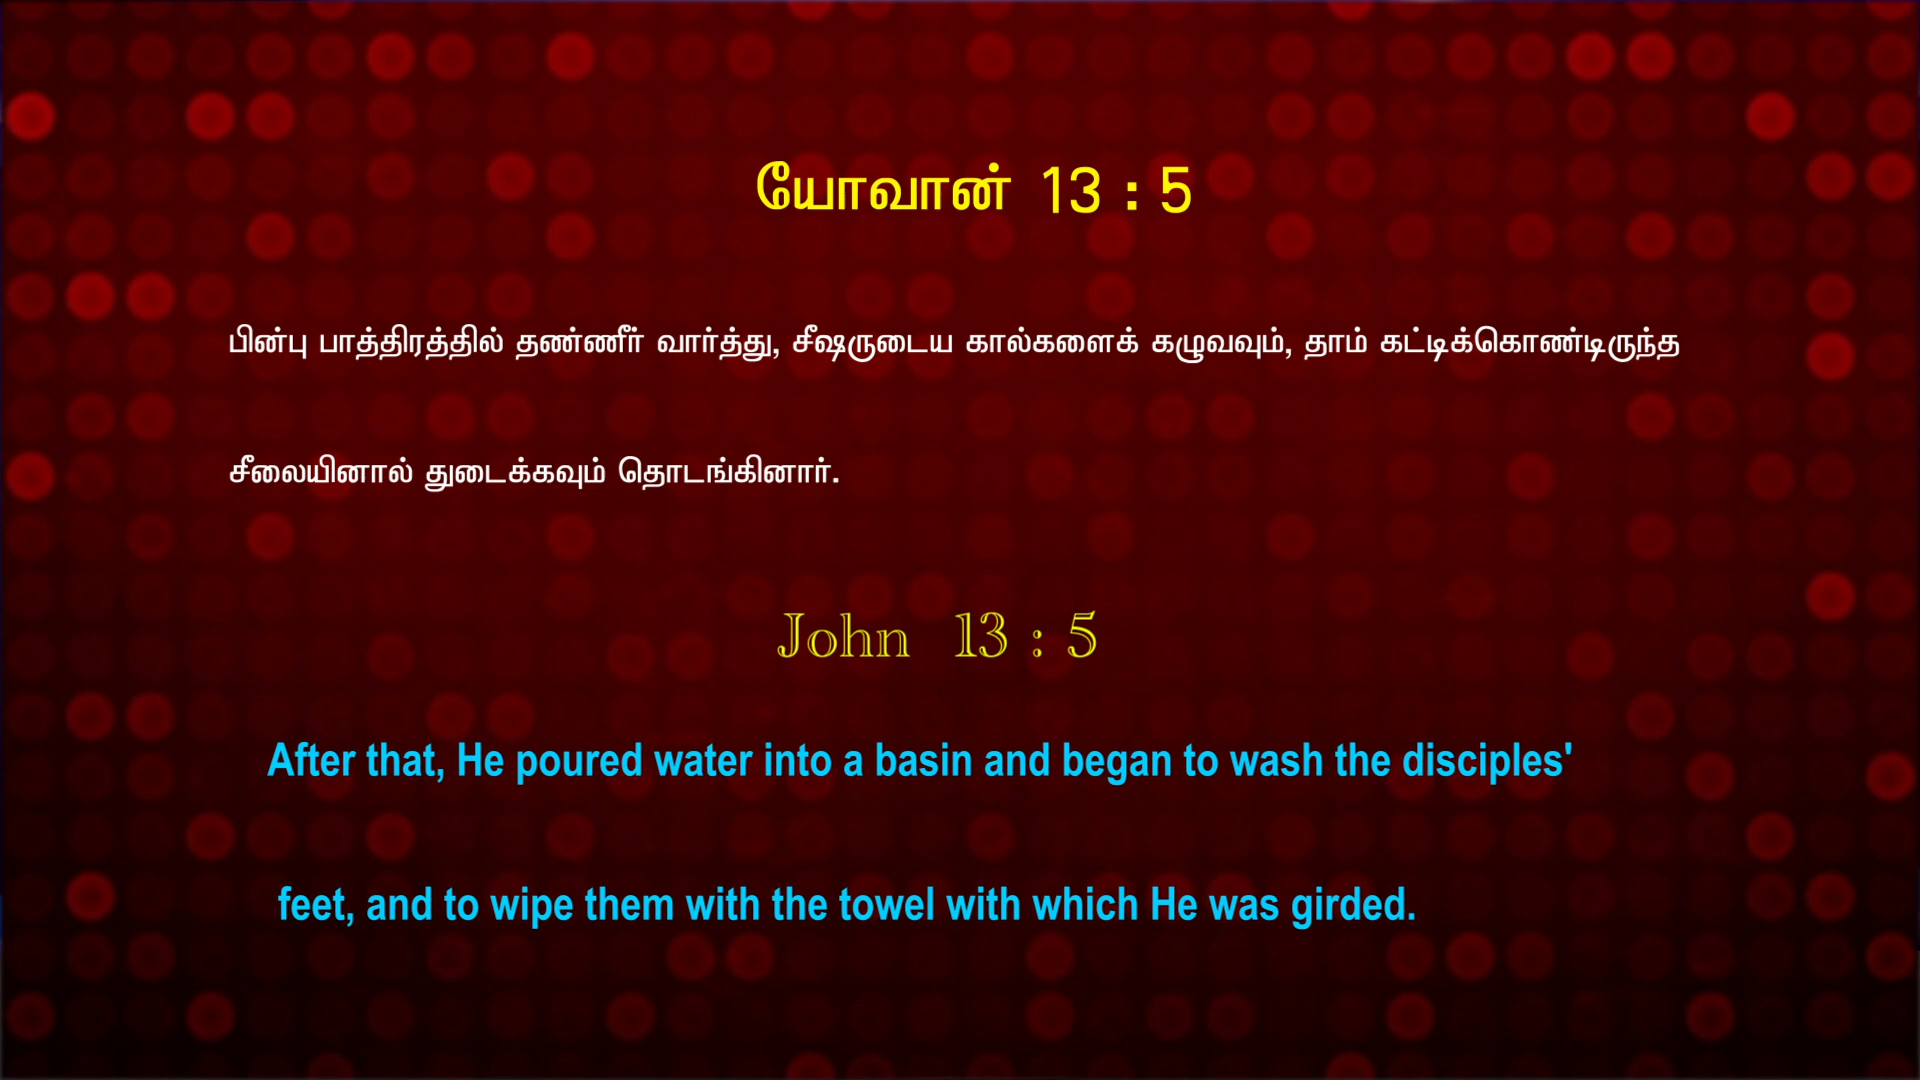 யோவான் 13 : 5
பின்பு பாத்திரத்தில் தண்ணீர் வார்த்து, சீஷருடைய கால்களைக் கழுவவும், தாம் கட்டிக்கொண்டிருந்த
சீலையினால் துடைக்கவும் தொடங்கினார்.
John 13 : 5
After that, He poured water into a basin and began to wash the disciples'
feet, and to wipe them with the towel with which He was girded.